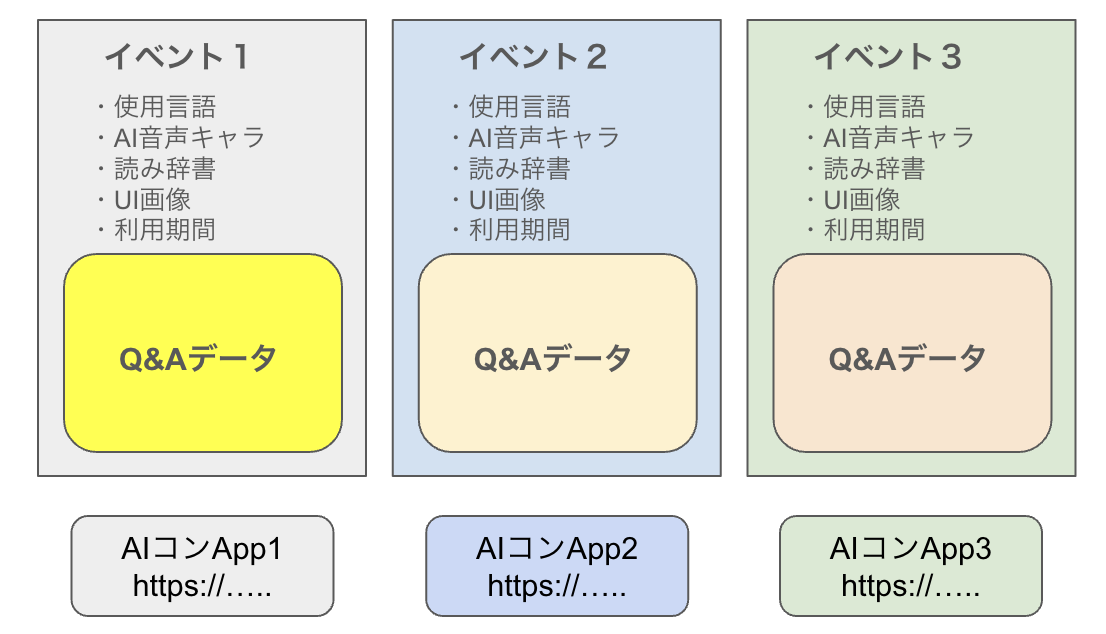 イベント１
・使用言語
・AI音声キャラ
・読み辞書
・UI画像
・利用期間
Q&Aデータ
AIコンApp1
https://…..
イベント２
・使用言語
・AI音声キャラ
・読み辞書
・UI画像
・利用期間
Q&Aデータ
AIコンApp2
https://…..
イベント３
・使用言語
・AI音声キャラ
・読み辞書
・UI画像
・利用期間
Q&Aデータ
AIコンApp3
https://…..